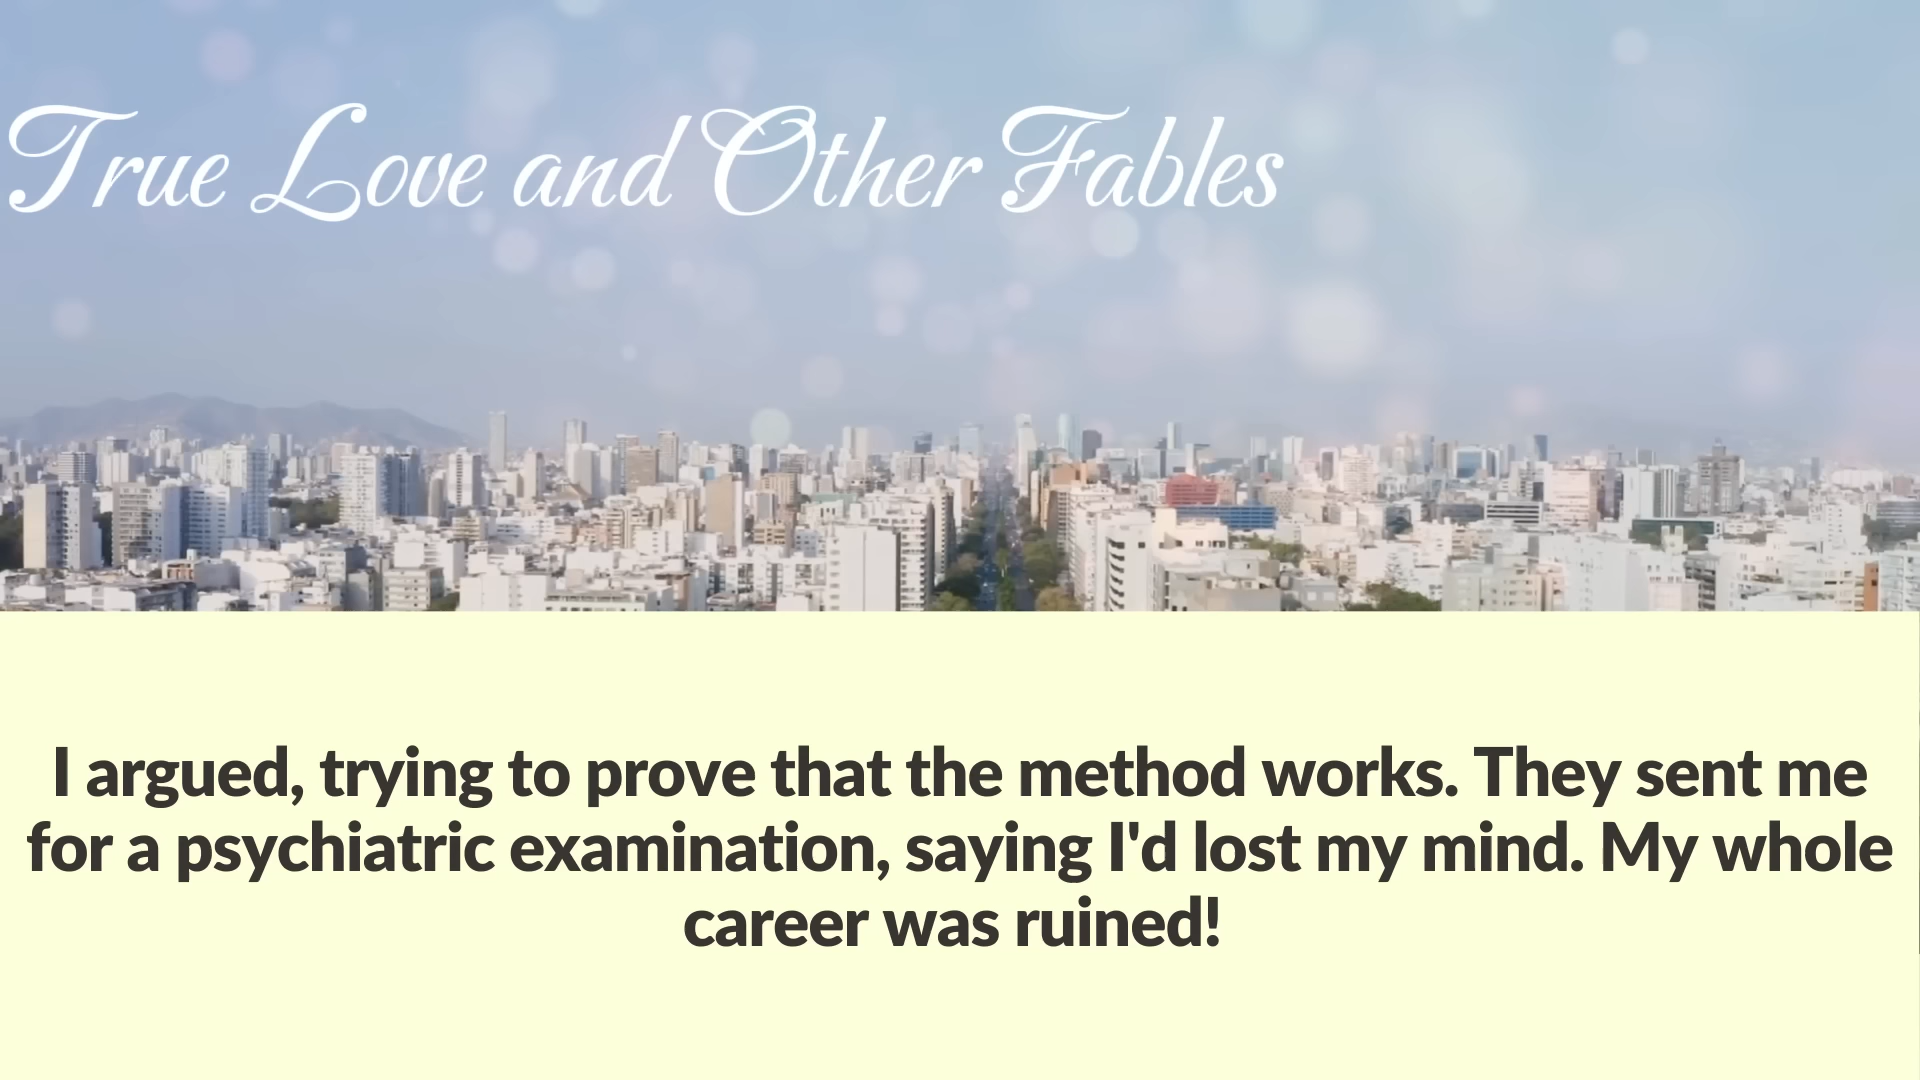 True Love and Other Fables
I argued, trying to prove that the method works. They sent me
for a psychiatric examination, saying I'd lost my mind. My whole
career was ruined!